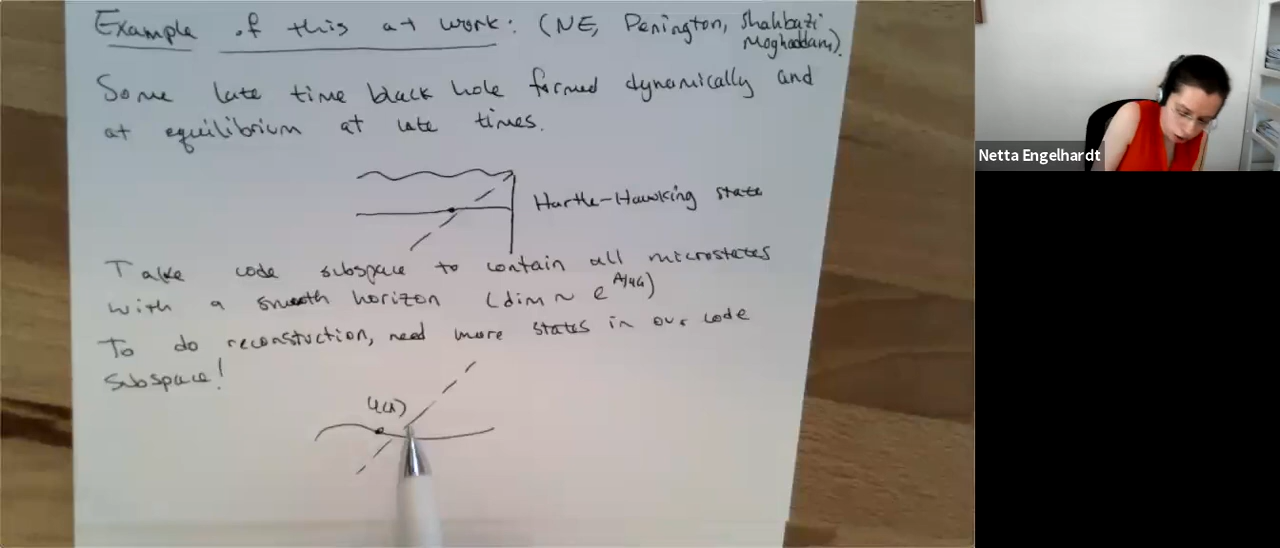 Example of this at work: (NE, Penington, Shahbazi
Moghaddam).
Some late time black hole formed dynamically and
at equilibrium at late times.
Hartle-Hawking state
Take code subspace to contain all microstates
with a smooth horizon (dim ~ e^{A/4G})
To do reconstuction, need more states in our code
subspace!
Netta Engelhardt